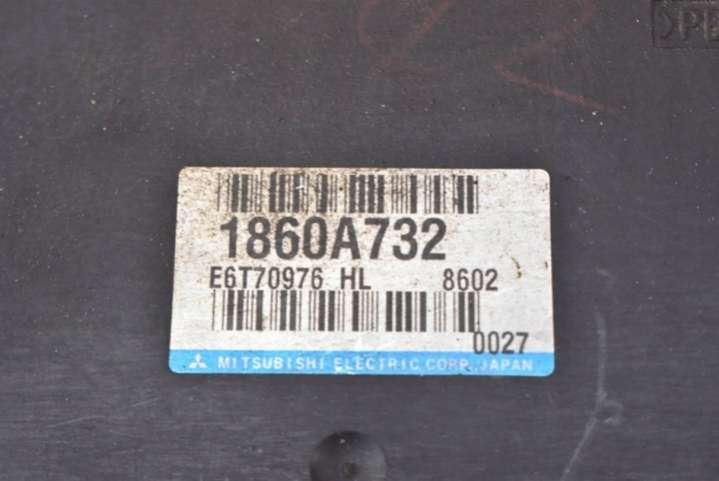 1860A732
E6T70976 HL 8602
0027
MITSUBISHI ELECTRIC CORP. JAPAN